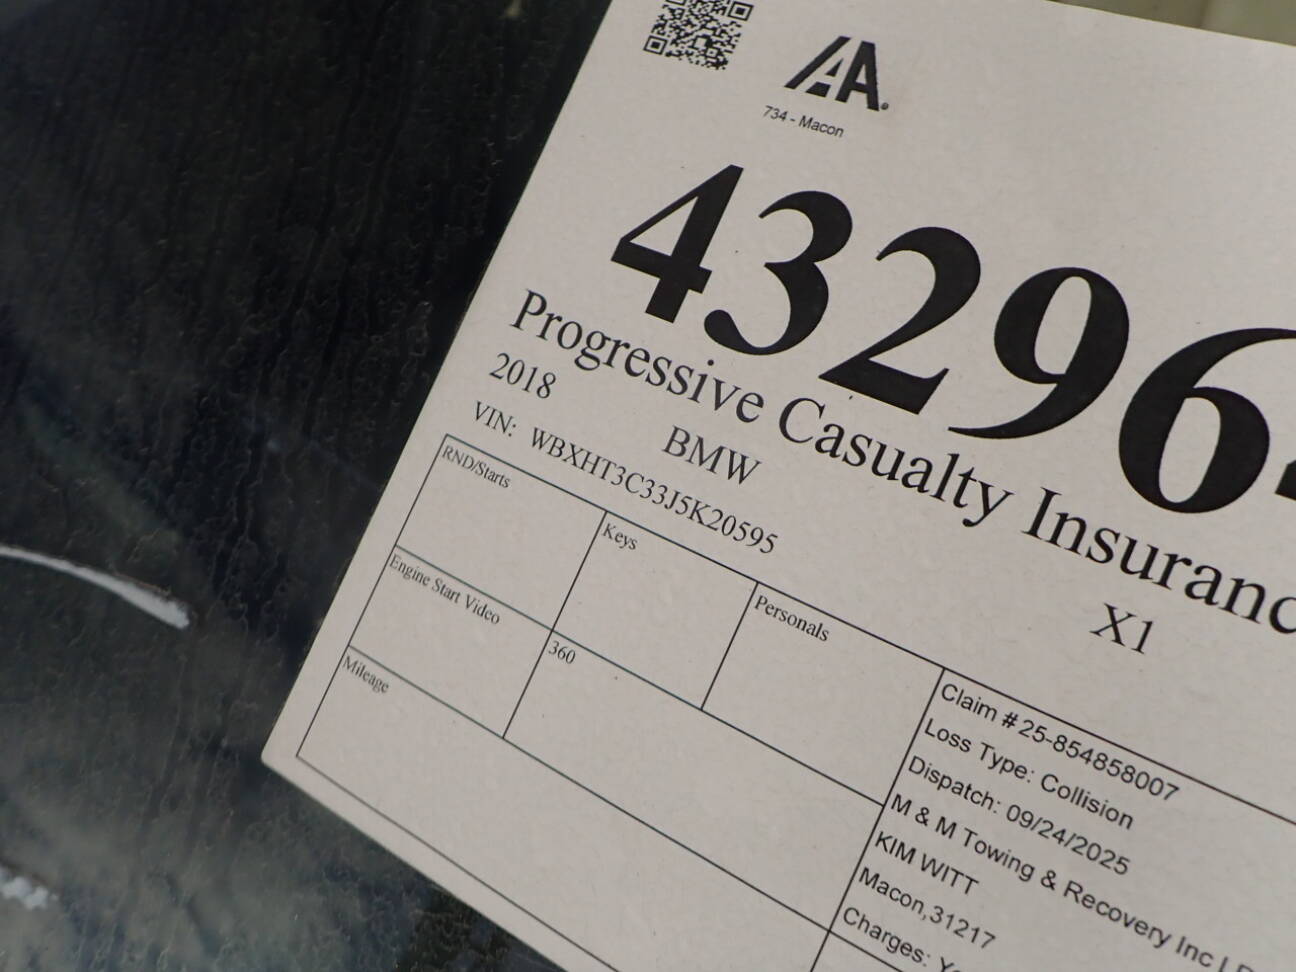 IAA
734 - Macon
43296
Progressive Casualty Insuranc
2018 BMW X1
VIN: WBXHT3C33J5K20595
RND/Starts
Keys
Personals
Engine Start Video
360
Mileage
Claim # 25-854858007
Loss Type: Collision
Dispatch: 09/24/2025
M & M Towing & Recovery Inc
KIM WITT
Macon,31217
Charges: